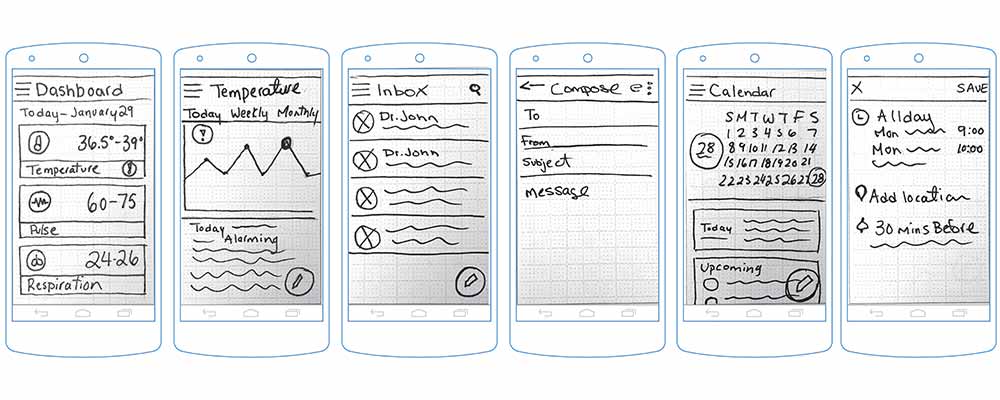 Dashboard
Today-January 29
36.5°-39°
Temperature !
60-75
Pulse
24-26
Respiration
Temperature
Today Weekly Monthly
!
Today
Alarming
Inbox
Dr. John
Dr. John
Compose
To
From
Subject
message
Calendar
S M T W T F S
1 2 3 4 5 6 7
28
8 9 10 11 12 13 14
15 16 17 18 19 20 21
22 23 24 25 26 27 28
Today
Upcoming
X SAVE
All day
Mon 9:00
Mon 10:00
Add location
30 mins Before